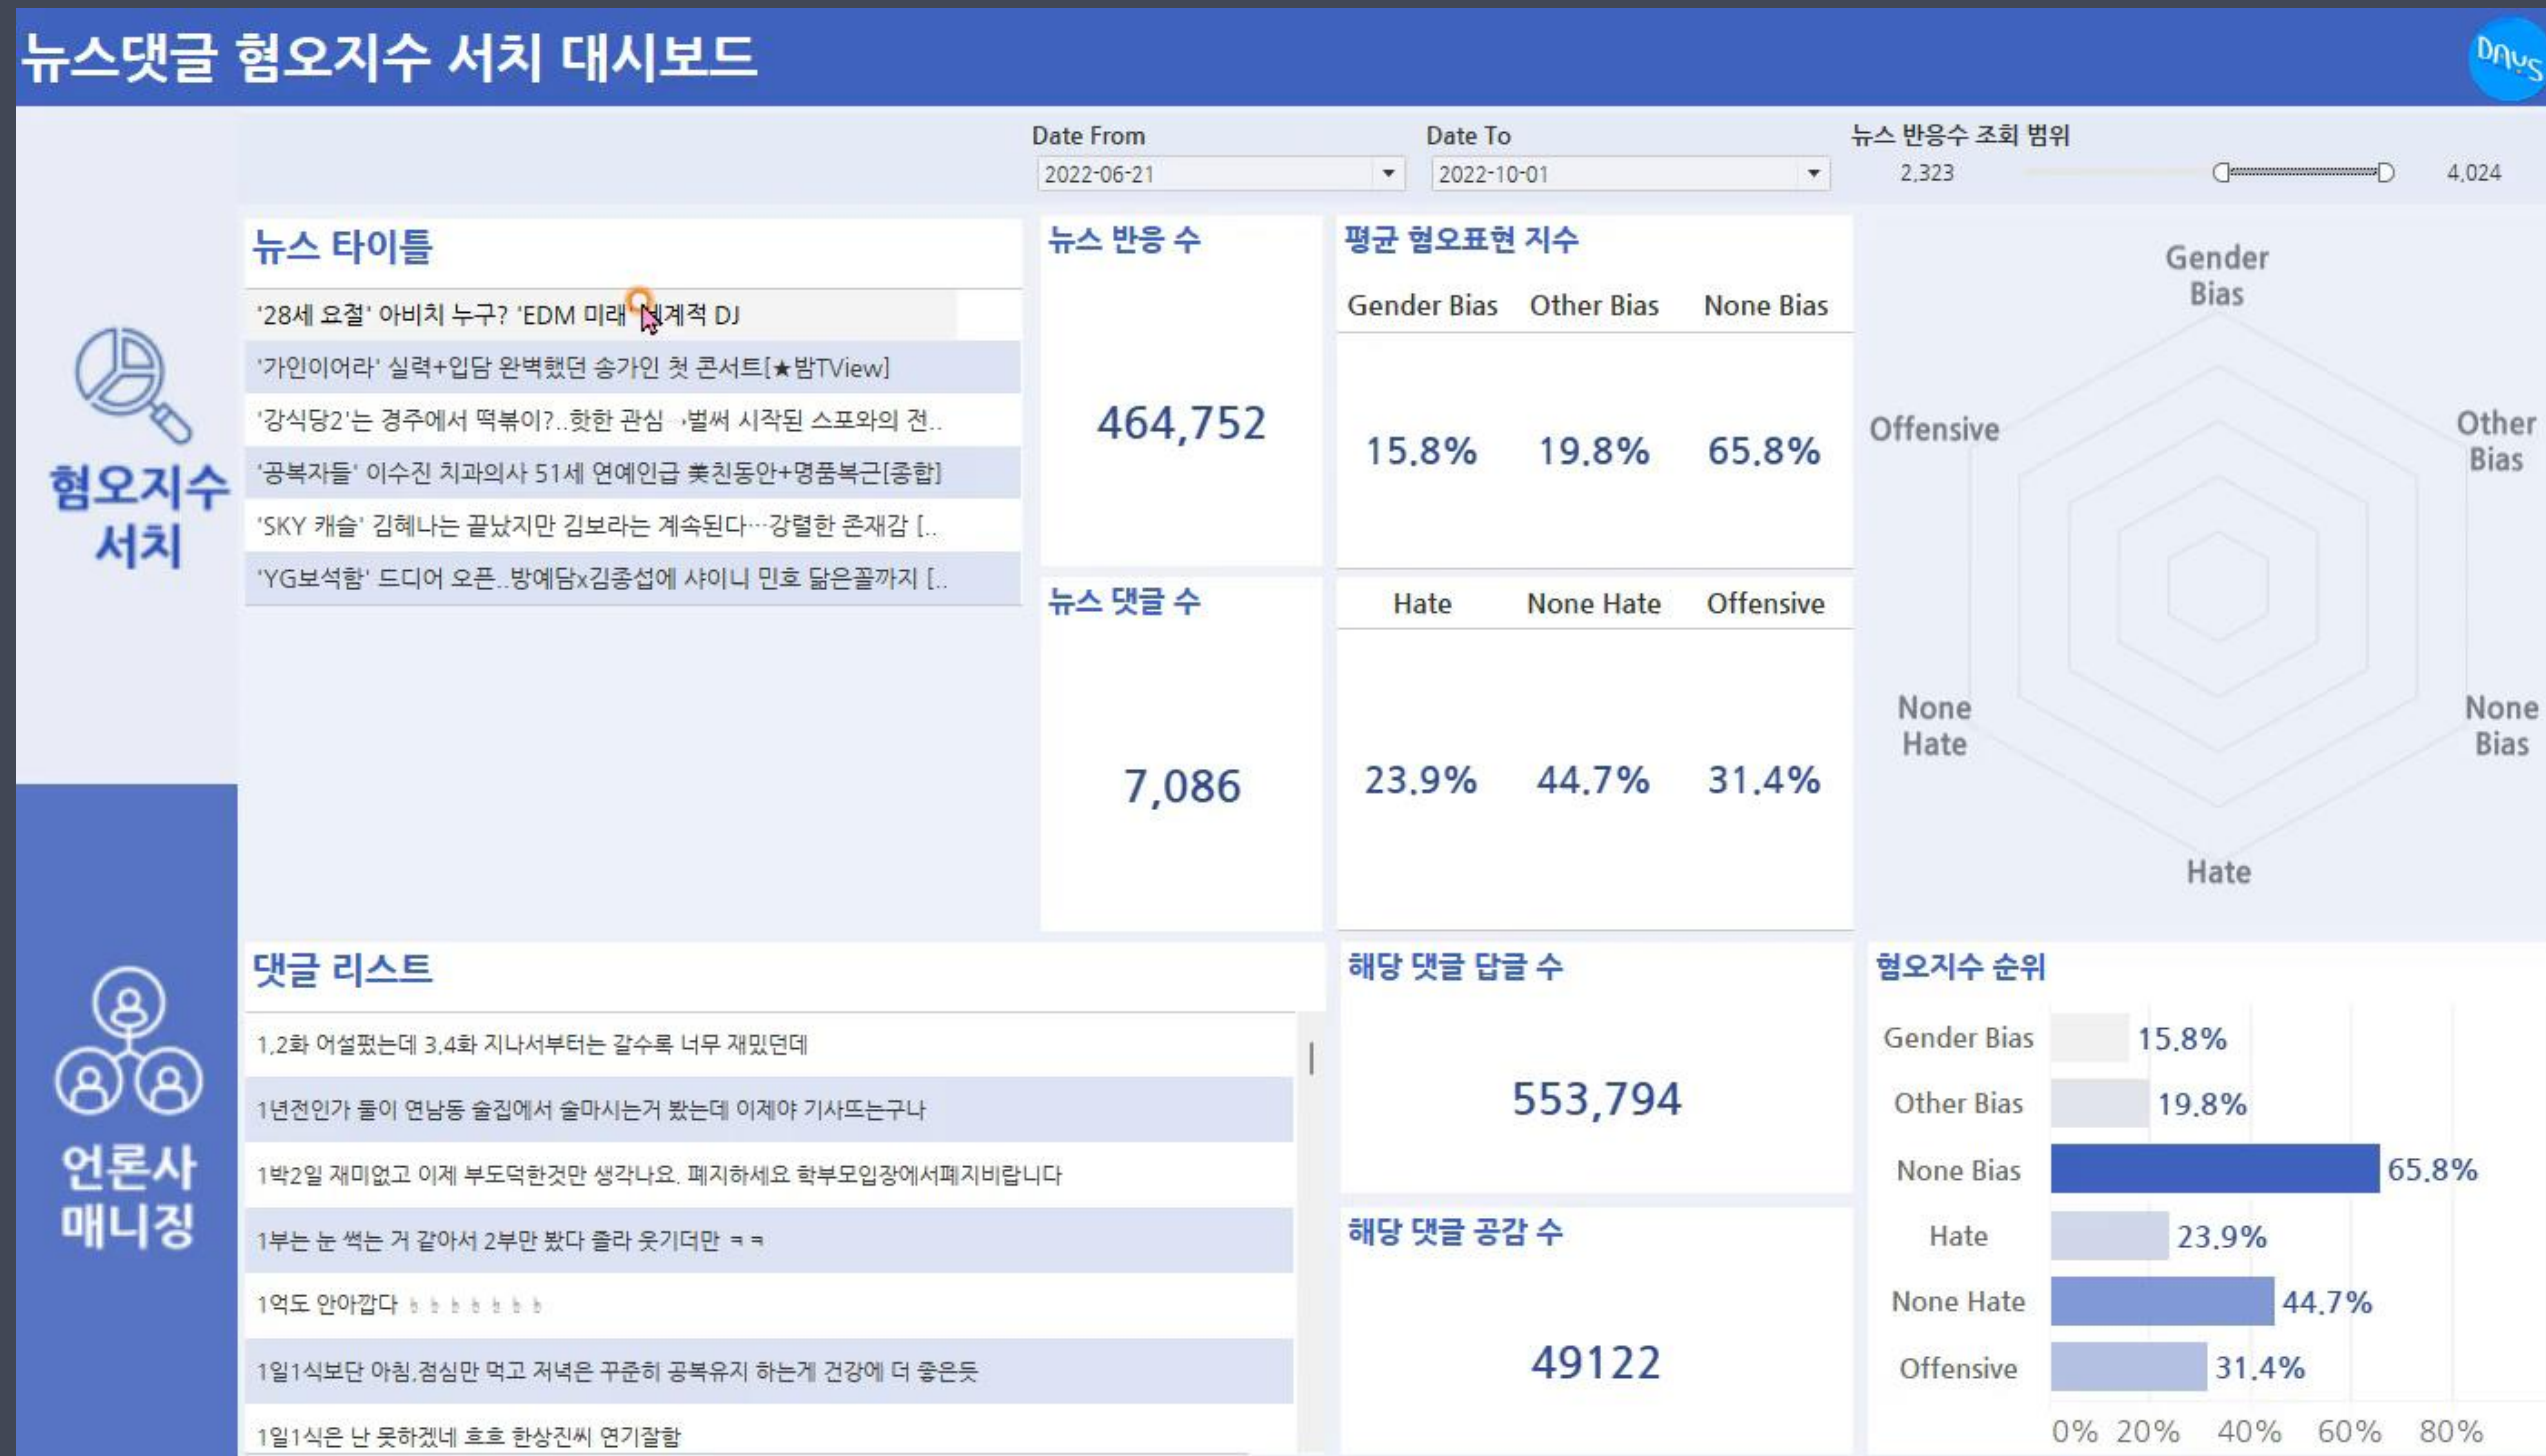 뉴스댓글 혐오지수 서치 대시보드
DAVS
Date From
2022-06-21
Date To
2022-10-01
뉴스 반응수 조회 범위
2,323
4,024
혐오지수
서치
언론사
매니징
뉴스 타이틀
'28세 요절' 아비치 누구? 'EDM 미래' 세계적 DJ
'가인이어라' 실력+입담 완벽했던 송가인 첫 콘서트[★밤TView]
'강식당2'는 경주에서 떡볶이?..핫한 관심→벌써 시작된 스포와의 전..
'공복자들' 이수진 치과의사 51세 연예인급 美친동안+명품복근[종합]
'SKY 캐슬' 김혜나는 끝났지만 김보라는 계속된다…강렬한 존재감 [..
'YG보석함' 드디어 오픈..방예담x김종섭에 샤이니 민호 닮은꼴까지 [..
뉴스 반응 수
464,752
뉴스 댓글 수
7,086
평균 혐오표현 지수
Gender Bias Other Bias None Bias
15.8% 19.8% 65.8%
Hate None Hate Offensive
23.9% 44.7% 31.4%
Gender
Bias
Other
Bias
None
Bias
Hate
None
Hate
Offensive
댓글 리스트
1,2화 어설펐는데 3,4화 지나서부터는 갈수록 너무 재밌던데
1년전인가 둘이 연남동 술집에서 술마시는거 봤는데 이제야 기사뜨는구나
1박2일 재미없고 이제 부도덕한것만 생각나요. 폐지하세요 학부모입장에서폐지비랍니다
1부는 눈 썩는 거 같아서 2부만 봤다 졸라 웃기더만 ㅋㅋ
1억도 안아깝다
1일1식보단 아침,점심만 먹고 저녁은 꾸준히 공복유지 하는게 건강에 더 좋은듯
1일1식은 난 못하겠네 흐흐 한상진씨 연기잘함
해당 댓글 답글 수
553,794
해당 댓글 공감 수
49122
혐오지수 순위
Gender Bias 15.8%
Other Bias 19.8%
None Bias 65.8%
Hate 23.9%
None Hate 44.7%
Offensive 31.4%
0% 20% 40% 60% 80%